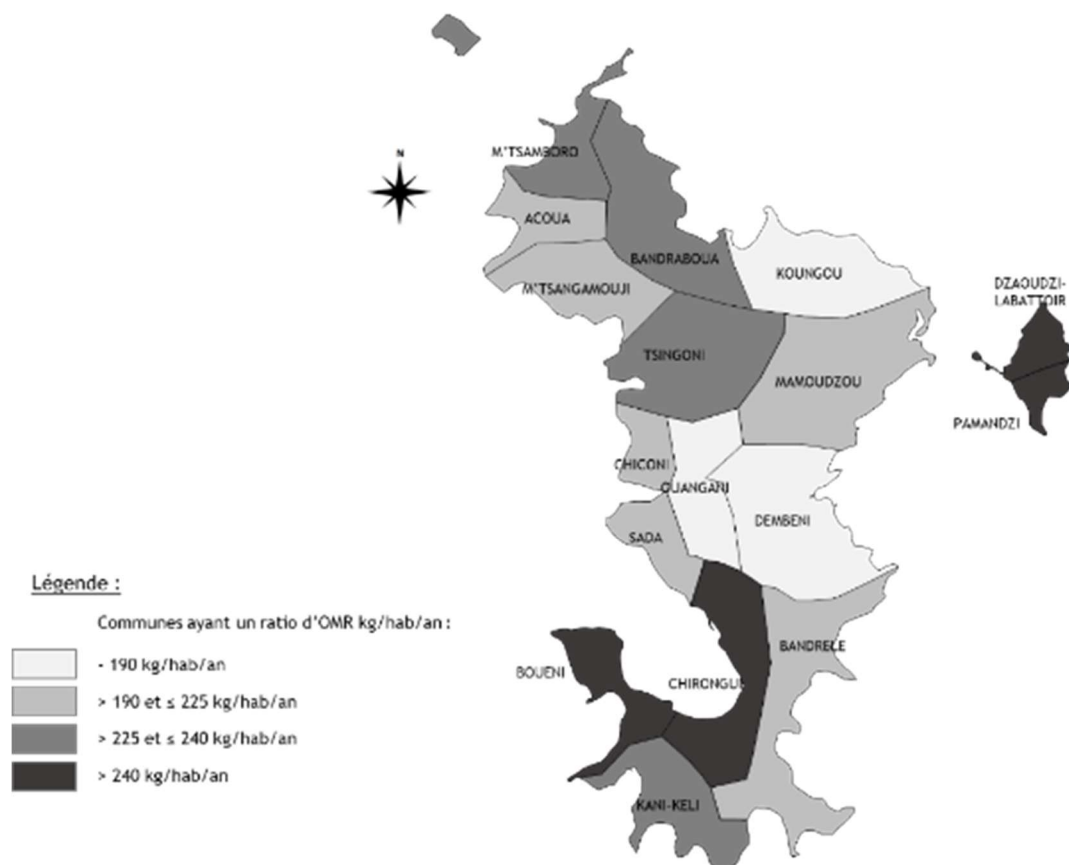 N
M'TSAMBORO
ACOUA
BANDRABOUA
KOUNGOU
M'TSANGAMOUJI
DZAOUDZI-
LABATTOIR
TSINGONI
MAMOUDZOU
PAMANDZI
CHICONI
OUANGANI
DEMBENI
SADA
BANDRELE
BOUENI
CHIRONGUI
KANI-KELI
Légende :
Communes ayant un ratio d'OMR kg/hab/an :
- 190 kg/hab/an
> 190 et ≤ 225 kg/hab/an
> 225 et ≤ 240 kg/hab/an
> 240 kg/hab/an